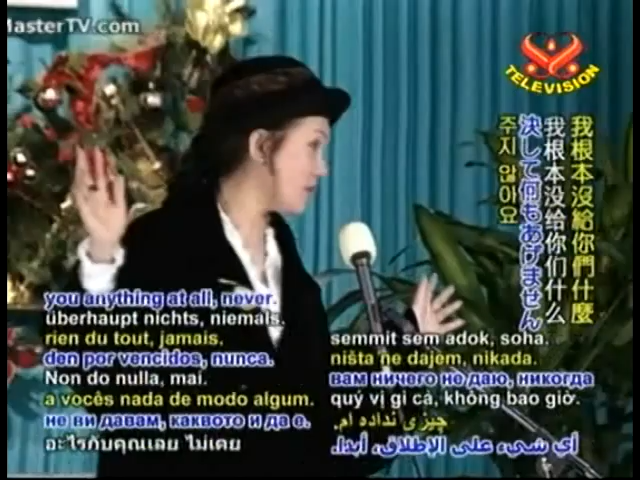 MasterTV.com
TELEVISION
我根本沒給你們什麼
我根本没给你们什么
決して何もあげません
주지 않아요
you anything at all, never.
überhaupt nichts, niemals.
rien du tout, jamais.
den por vencidos, nunca.
Non do nulla, mai.
a vocês nada de modo algum.
не ви давам, каквото и да е.
อะไรกับคุณเลย ไม่เคย
semmit sem adok, soha.
ništa ne dajem, nikada.
вам ничего не даю, никогда
quý vị gì cả, không bao giờ.
چیزی نداده ام.
أي شيء على الإطلاق، أبدا.